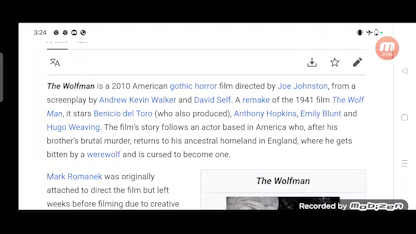 3:24
The Wolfman is a 2010 American gothic horror film directed by Joe Johnston, from a
screenplay by Andrew Kevin Walker and David Self. A remake of the 1941 film The Wolf
Man, it stars Benicio del Toro (who also produced), Anthony Hopkins, Emily Blunt and
Hugo Weaving. The film's story follows an actor based in America who, after his
brother's brutal murder, returns to his ancestral homeland in England, where he gets
bitten by a werewolf and is cursed to become one.
Mark Romanek was originally
attached to direct the film but left
weeks before filming due to creative
The Wolfman
Recorded by Mobizen